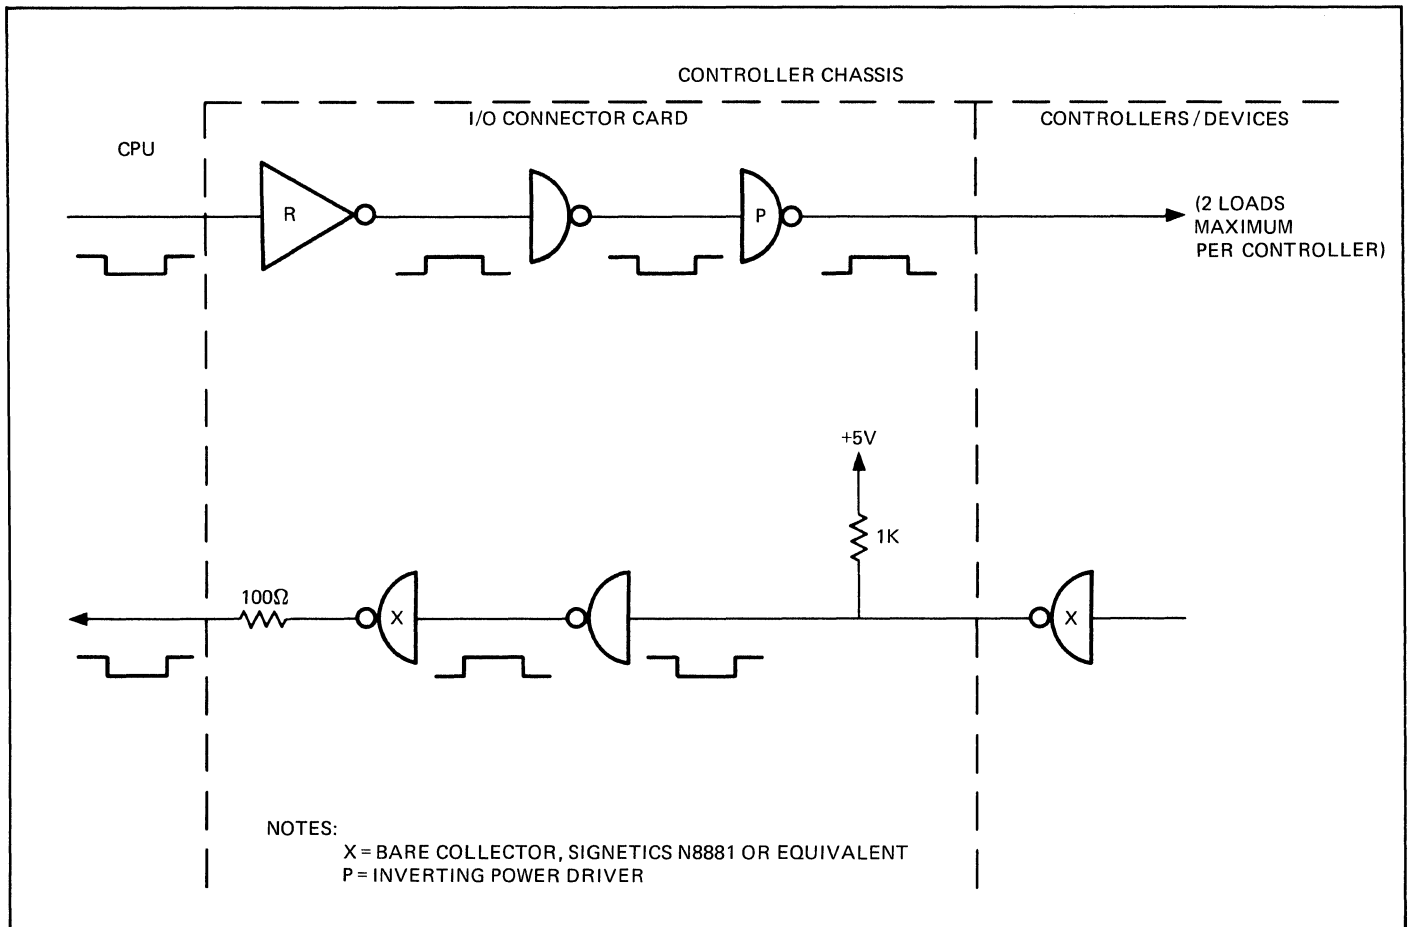 CONTROLLER CHASSIS
I/O CONNECTOR CARD
CONTROLLERS/DEVICES
CPU
R
P
(2 LOADS
MAXIMUM
PER CONTROLLER)
+5V
1K
100Ω
X
X
NOTES:
X = BARE COLLECTOR, SIGNETICS N8881 OR EQUIVALENT
P = INVERTING POWER DRIVER